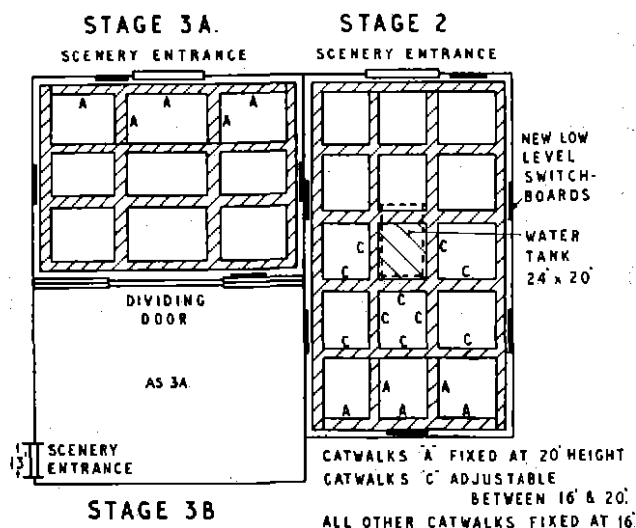 STAGE 3A.
SCENERY ENTRANCE
STAGE 2
SCENERY ENTRANCE
A A A
A A
NEW LOW
LEVEL
SWITCH-
BOARDS
C C
C C
WATER
TANK
24' x 20'
DIVIDING
DOOR
C
C C
C C C
AS 3A
A A
A A A
13'
SCENERY
ENTRANCE
STAGE 3B
CATWALKS 'A' FIXED AT 20' HEIGHT
CATWALKS 'C' ADJUSTABLE
BETWEEN 16' & 20'.
ALL OTHER CATWALKS FIXED AT 16'